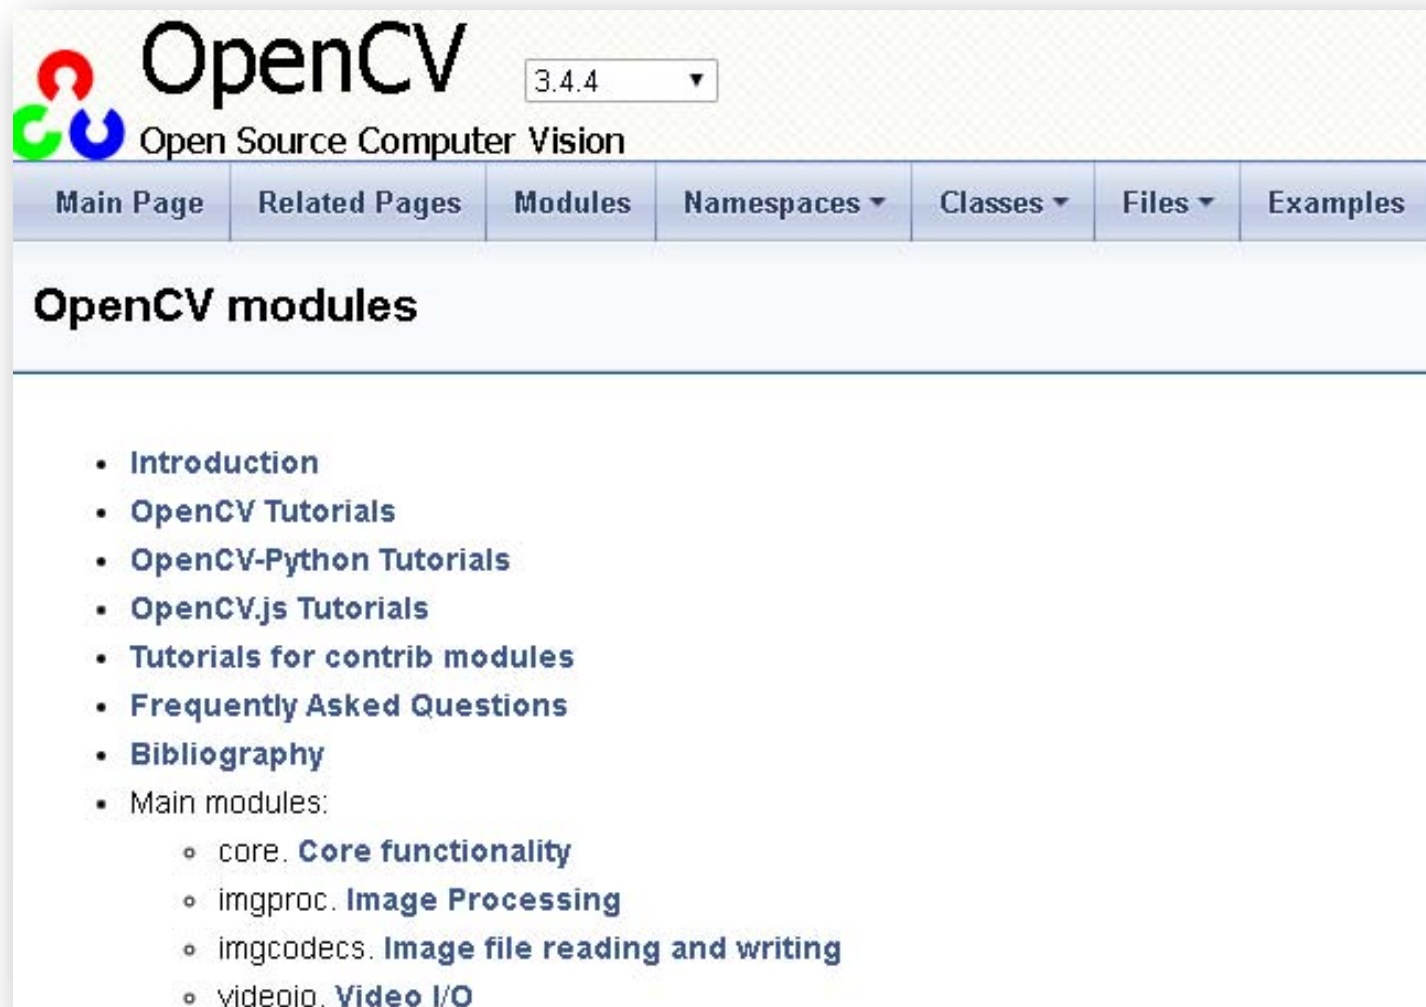 OpenCV
3.4.4
Open Source Computer Vision
Main Page Related Pages Modules Namespaces Classes Files Examples
OpenCV modules
Introduction
OpenCV Tutorials
OpenCV-Python Tutorials
OpenCV.js Tutorials
Tutorials for contrib modules
Frequently Asked Questions
Bibliography
Main modules:
core. Core functionality
imgproc. Image Processing
imgcodecs. Image file reading and writing
videoio. Video I/O